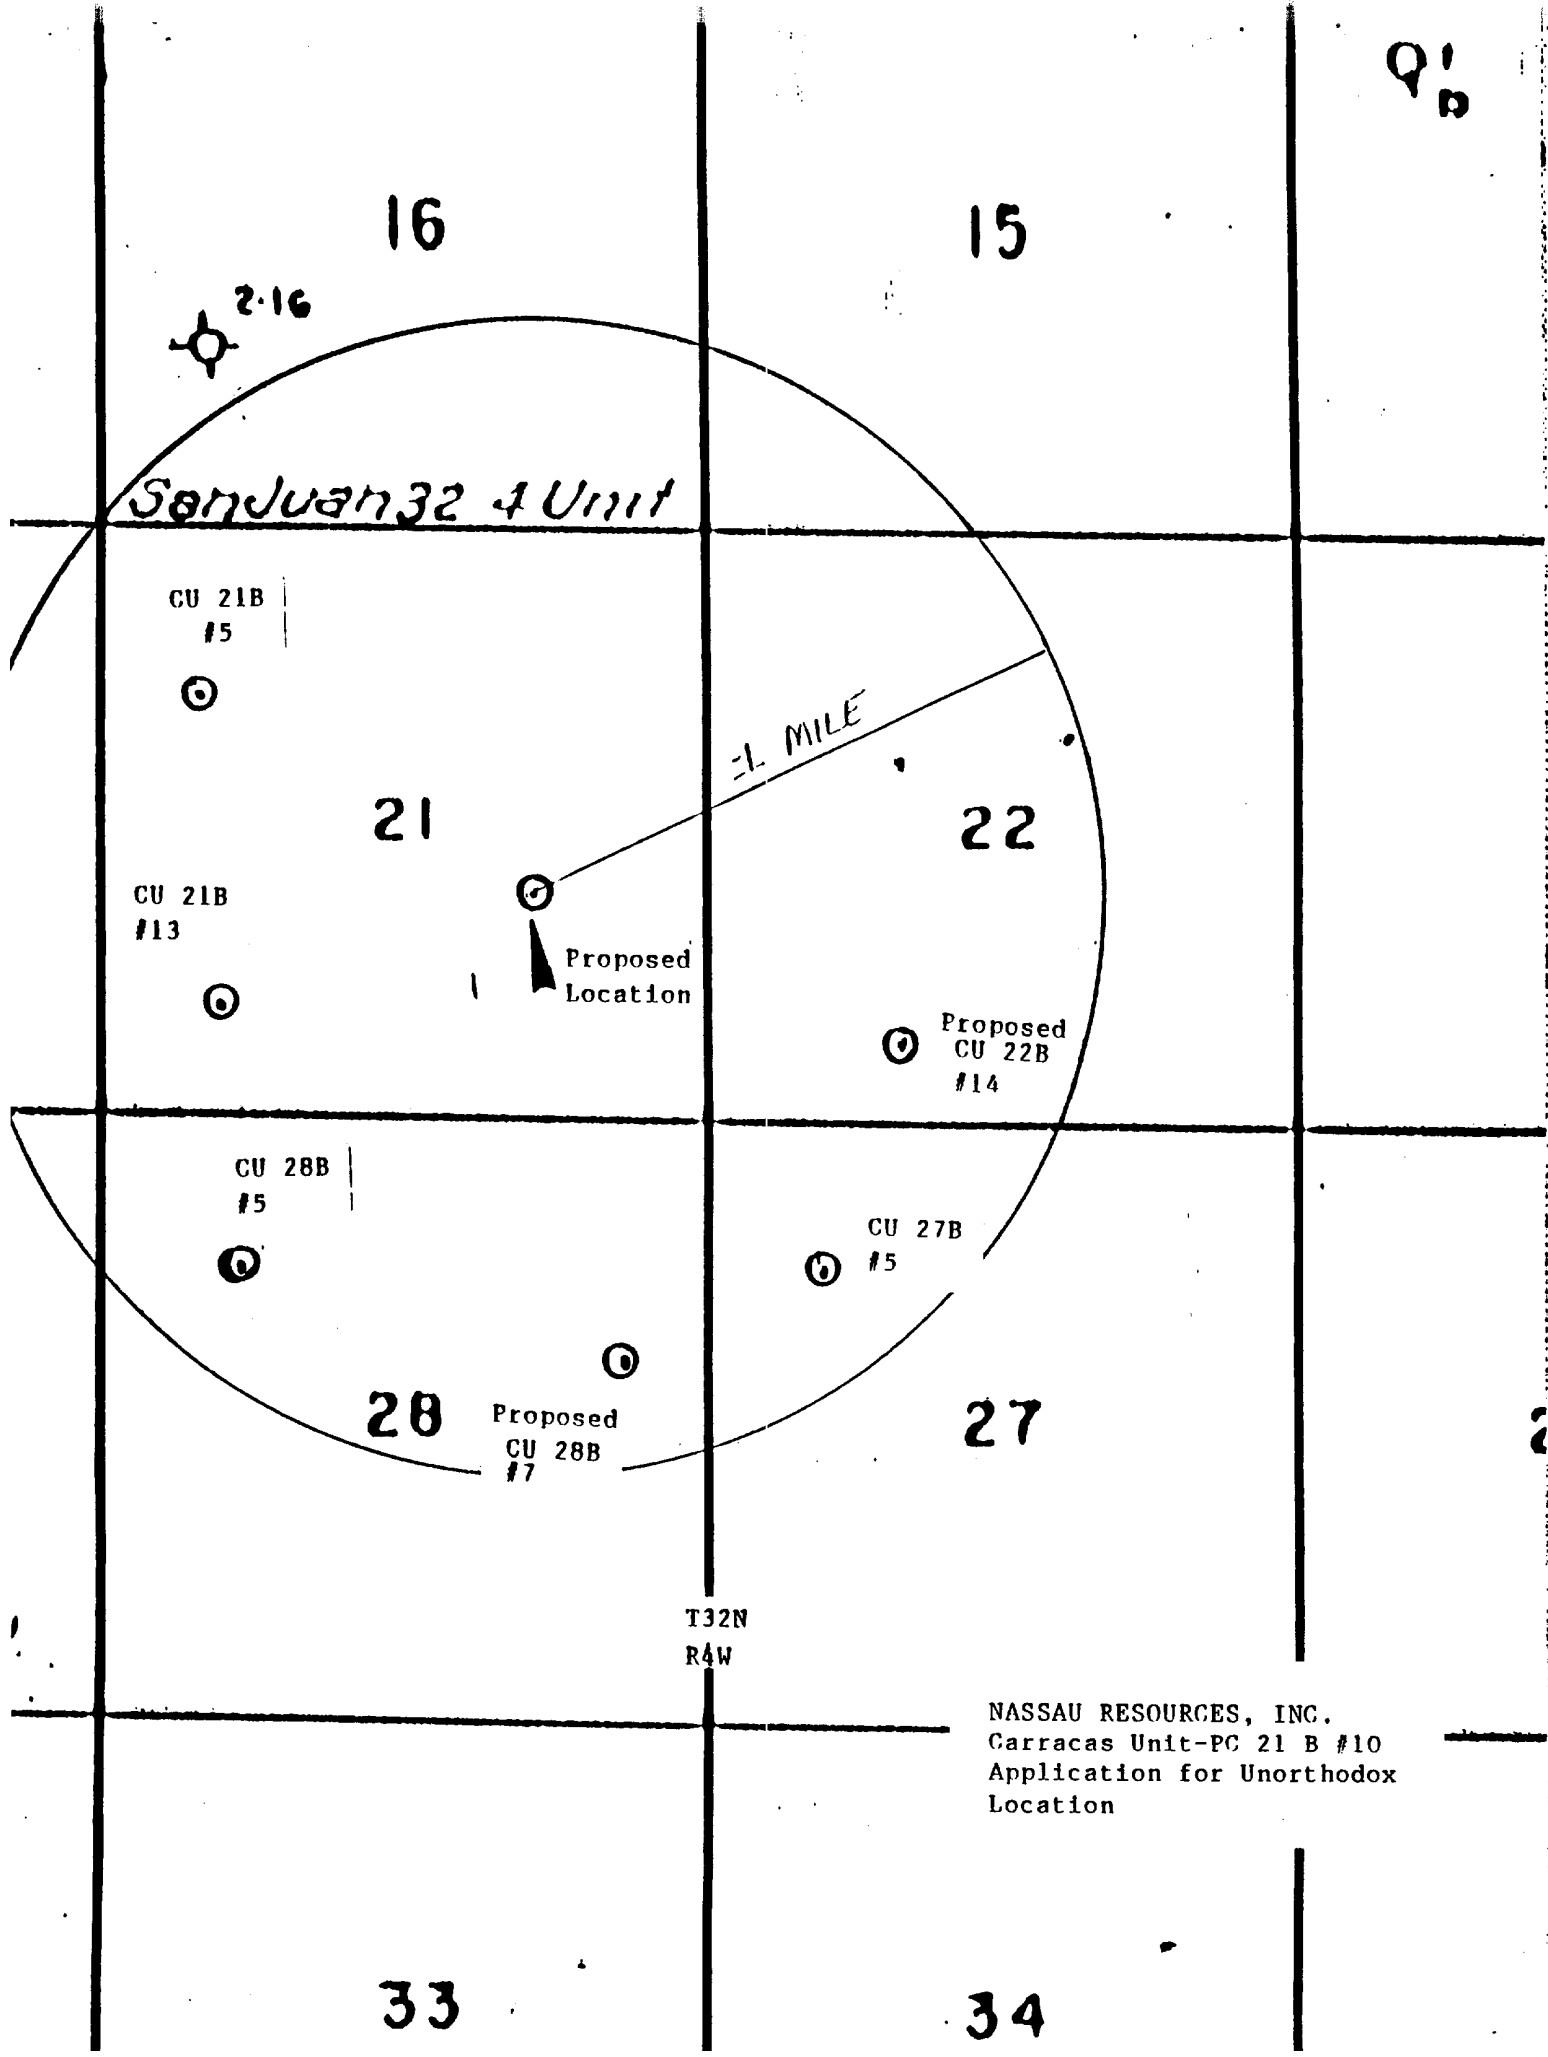 16
15
2-16
San Juan 32 4 Unit
CU 21B
#5
= 1 MILE
21
22
CU 21B
#13
Proposed
Location
Proposed
CU 22B
#14
CU 28B
#5
CU 27B
#5
28
Proposed
CU 28B
#7
27
T32N
R4W
NASSAU RESOURCES, INC.
Carracas Unit-PC 21 B #10
Application for Unorthodox
Location
33
34